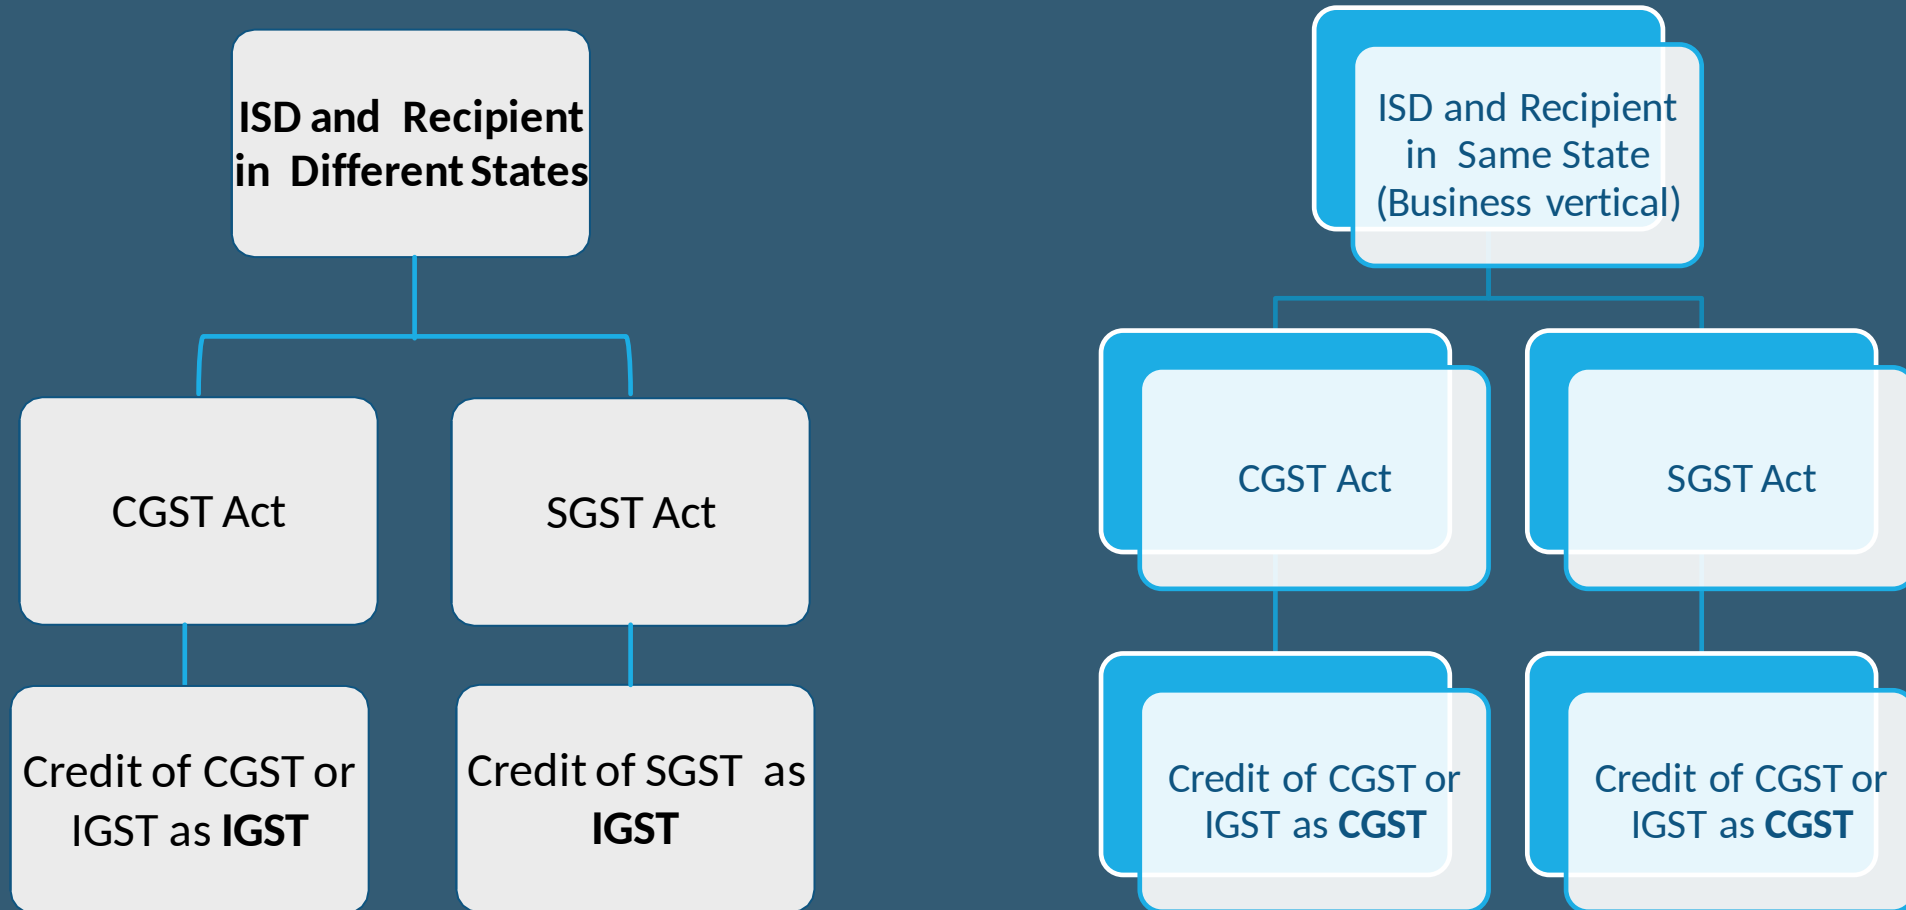 ISD and Recipient
in Different States
CGST Act
SGST Act
Credit of CGST or
IGST as IGST
Credit of SGST as
IGST
ISD and Recipient
in Same State
(Business vertical)
CGST Act
SGST Act
Credit of CGST or
IGST as CGST
Credit of CGST or
IGST as CGST